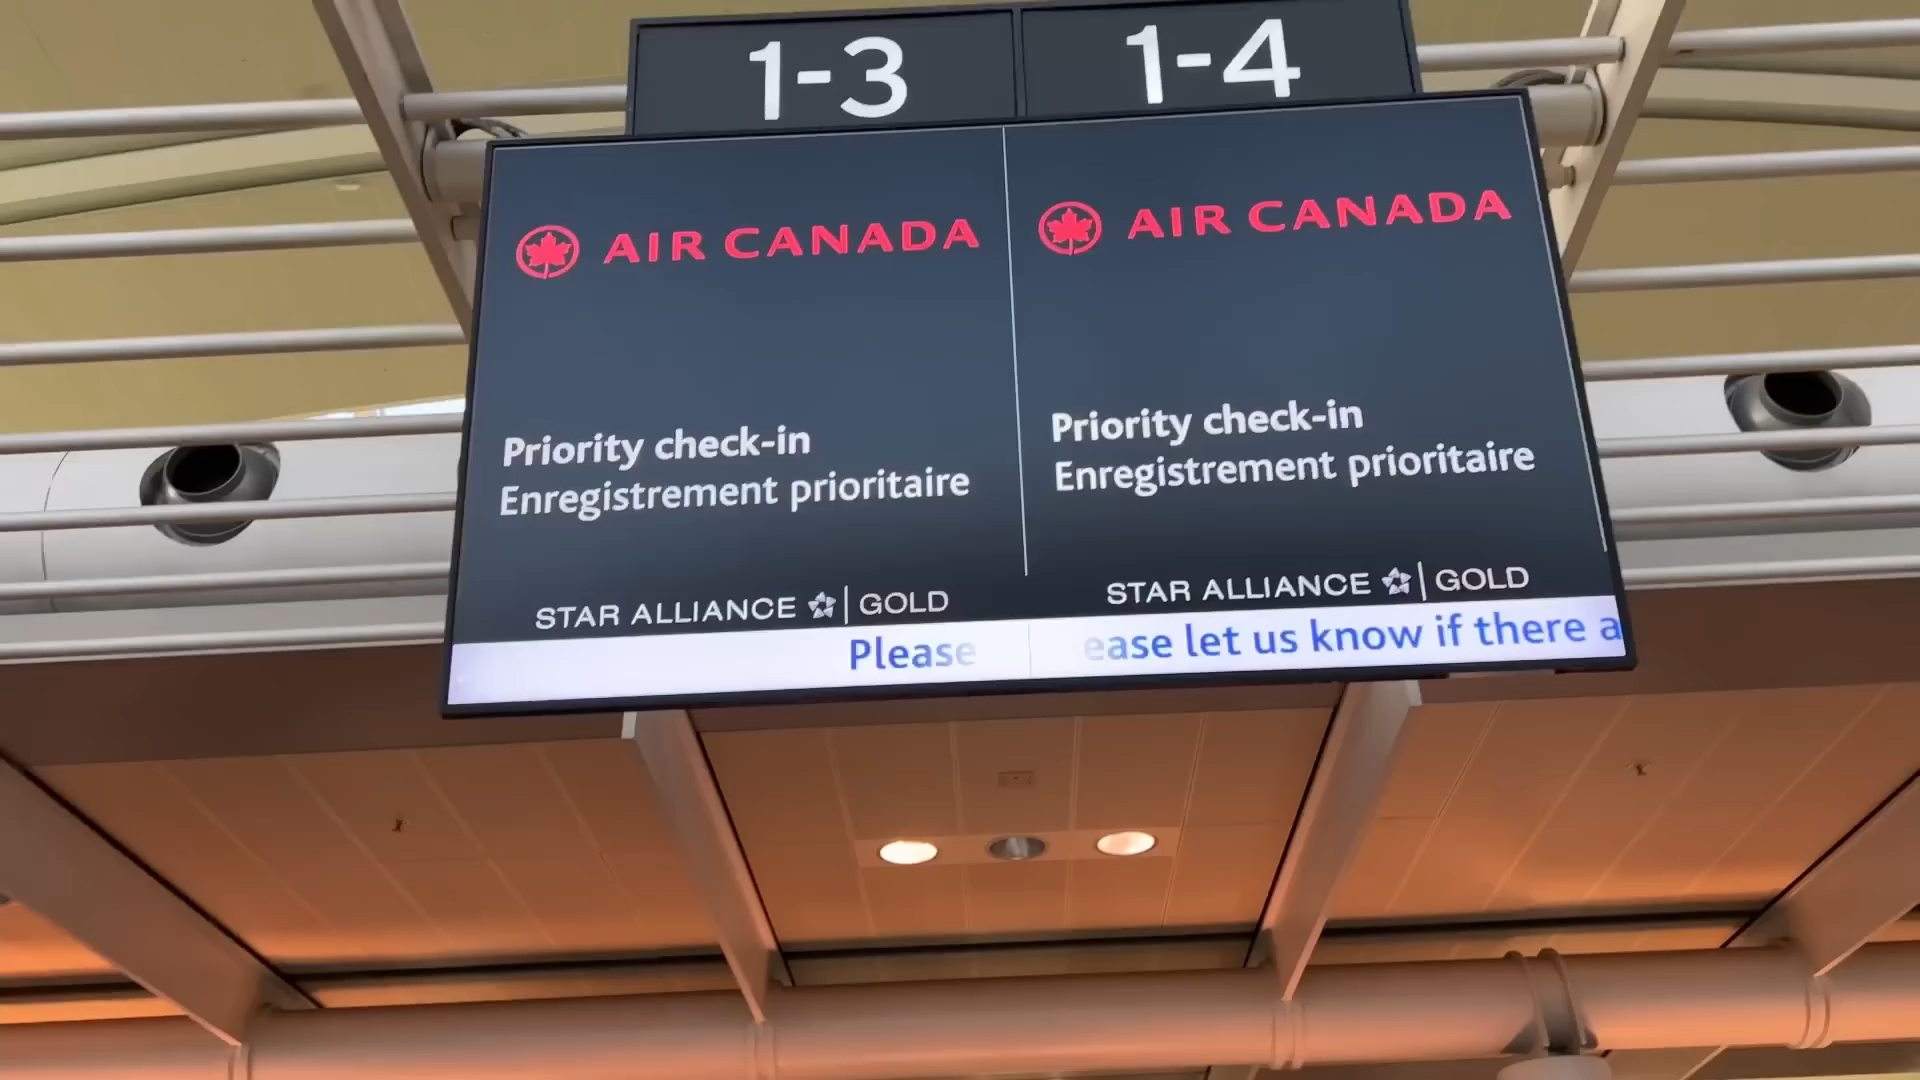 1-3
1-4
AIR CANADA
Priority check-in
Enregistrement prioritaire
STAR ALLIANCE GOLD
Please
AIR CANADA
Priority check-in
Enregistrement prioritaire
STAR ALLIANCE GOLD
ease let us know if there a